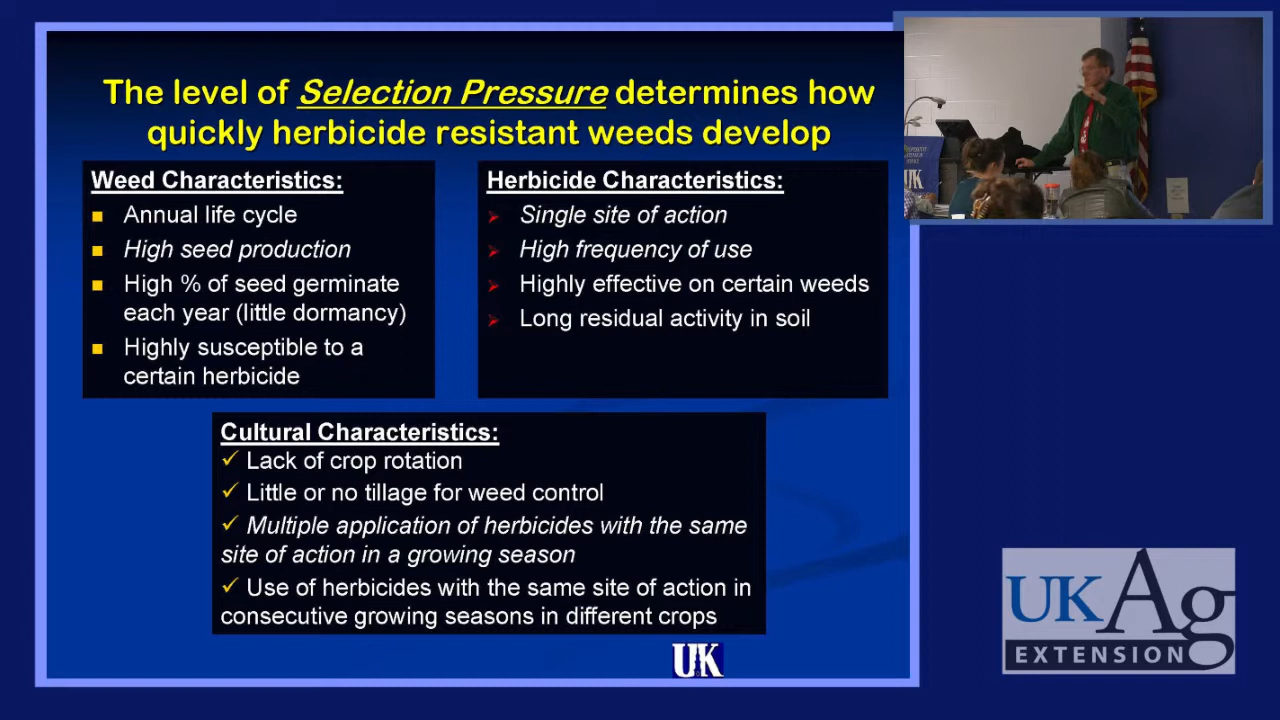 The level of Selection Pressure determines how
quickly herbicide resistant weeds develop
Weed Characteristics:
Annual life cycle
High seed production
High % of seed germinate
each year (little dormancy)
Highly susceptible to a
certain herbicide
Herbicide Characteristics:
Single site of action
High frequency of use
Highly effective on certain weeds
Long residual activity in soil
Cultural Characteristics:
Lack of crop rotation
Little or no tillage for weed control
Multiple application of herbicides with the same
site of action in a growing season
Use of herbicides with the same site of action in
consecutive growing seasons in different crops
UK
UK
UK Ag
EXTENSION